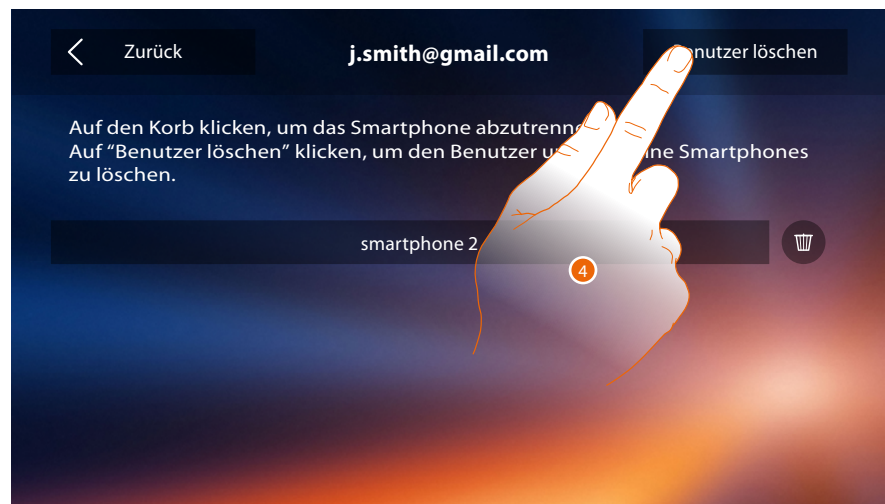 Zurück
j.smith@gmail.com
löschen
Auf den Korb klicken, um das Smartphone
Auf “Benutzer löschen” klicken, um den Benutzer Smartphones
zu löschen.
smartphone 2
4